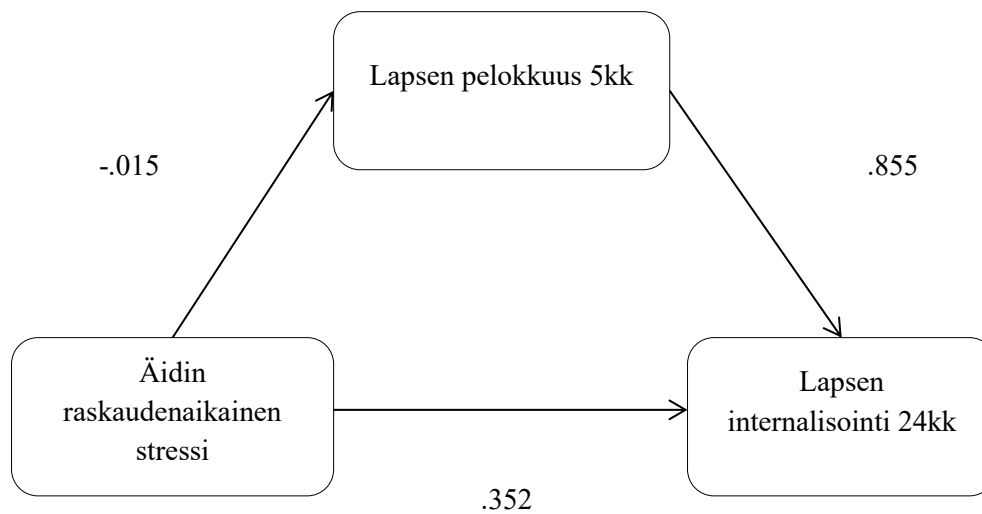 Lapsen pelokkuus 5kk
-.015
.855
Äidin
raskaudenaikainen
stressi
Lapsen
internalisointi 24kk
.352